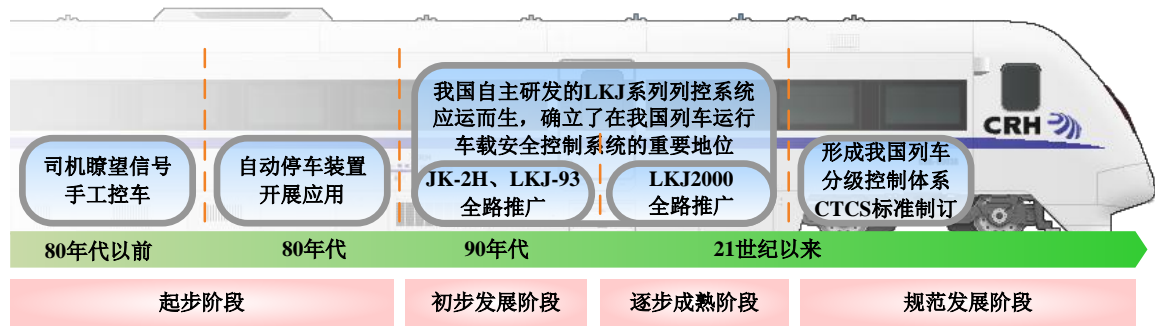 我国自主研发的LKJ系列列控系统
应运而生，确立了在我国列车运行
车载安全控制系统的重要地位
CRH
司机瞭望信号
手工控车
自动停车装置
开展应用
JK-2H、LKJ-93
全路推广
LKJ2000
全路推广
形成我国列车
分级控制体系
CTCS标准制订
80年代以前
80年代
90年代
21世纪以来
起步阶段
初步发展阶段
逐步成熟阶段
规范发展阶段